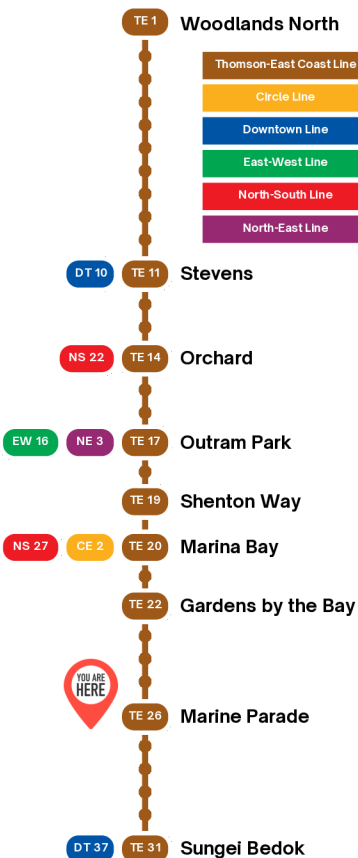 TE 1 Woodlands North
Thomson-East Coast Line
Circle Line
Downtown Line
East-West Line
North-South Line
North-East Line
DT 10 TE 11 Stevens
NS 22 TE 14 Orchard
EW 16 NE 3 TE 17 Outram Park
TE 19 Shenton Way
NS 27 CE 2 TE 20 Marina Bay
TE 22 Gardens by the Bay
YOU ARE
HERE
TE 26 Marine Parade
DT 37 TE 31 Sungei Bedok